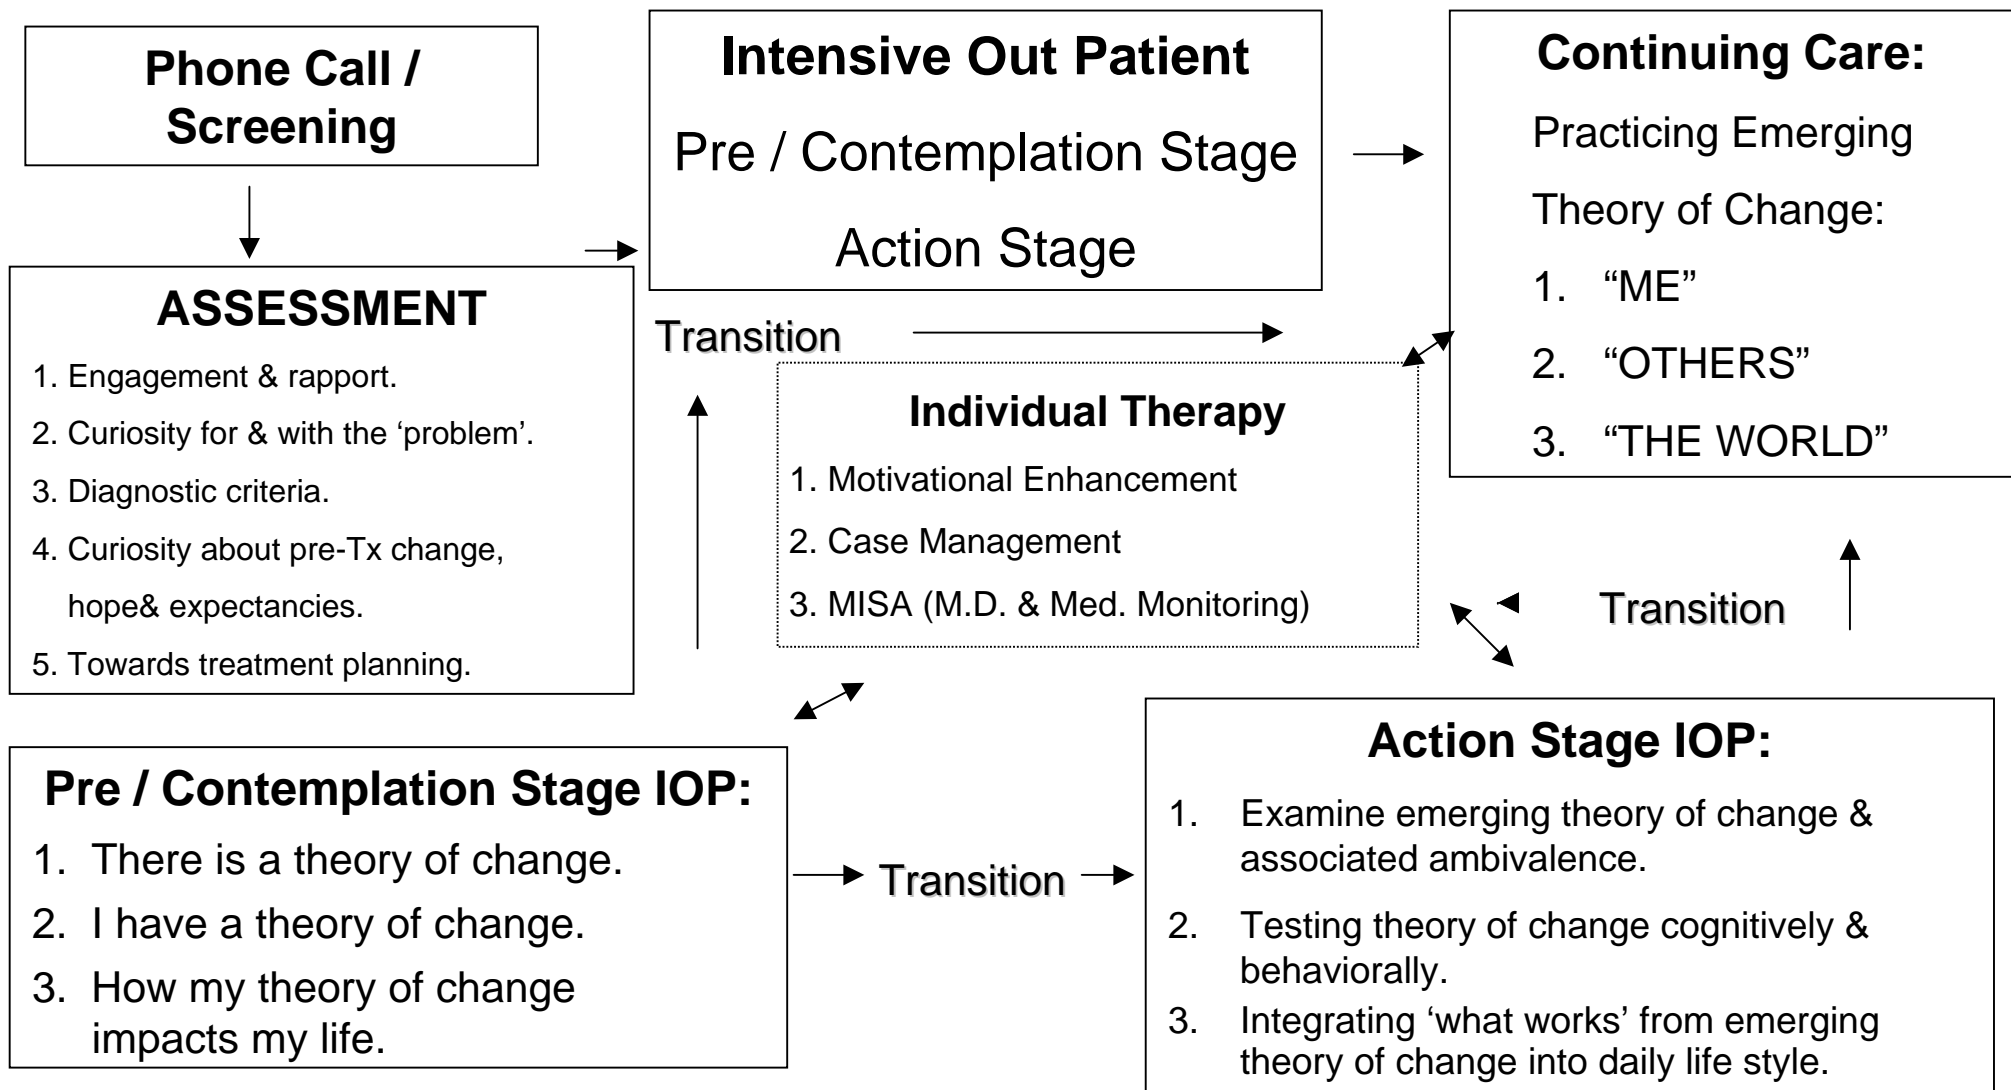 Phone Call /
Screening
Intensive Out Patient
Pre / Contemplation Stage
Action Stage
Continuing Care:
Practicing Emerging
Theory of Change:
1. “ME”
2. “OTHERS”
3. “THE WORLD”
ASSESSMENT
1. Engagement & rapport.
2. Curiosity for & with the ‘problem’.
3. Diagnostic criteria.
4. Curiosity about pre-Tx change,
hope& expectancies.
5. Towards treatment planning.
Transition
Individual Therapy
1. Motivational Enhancement
2. Case Management
3. MISA (M.D. & Med. Monitoring)
Transition
Pre / Contemplation Stage IOP:
1. There is a theory of change.
2. I have a theory of change.
3. How my theory of change
impacts my life.
Transition
Action Stage IOP:
1. Examine emerging theory of change &
associated ambivalence.
2. Testing theory of change cognitively &
behaviorally.
3. Integrating ‘what works’ from emerging
theory of change into daily life style.